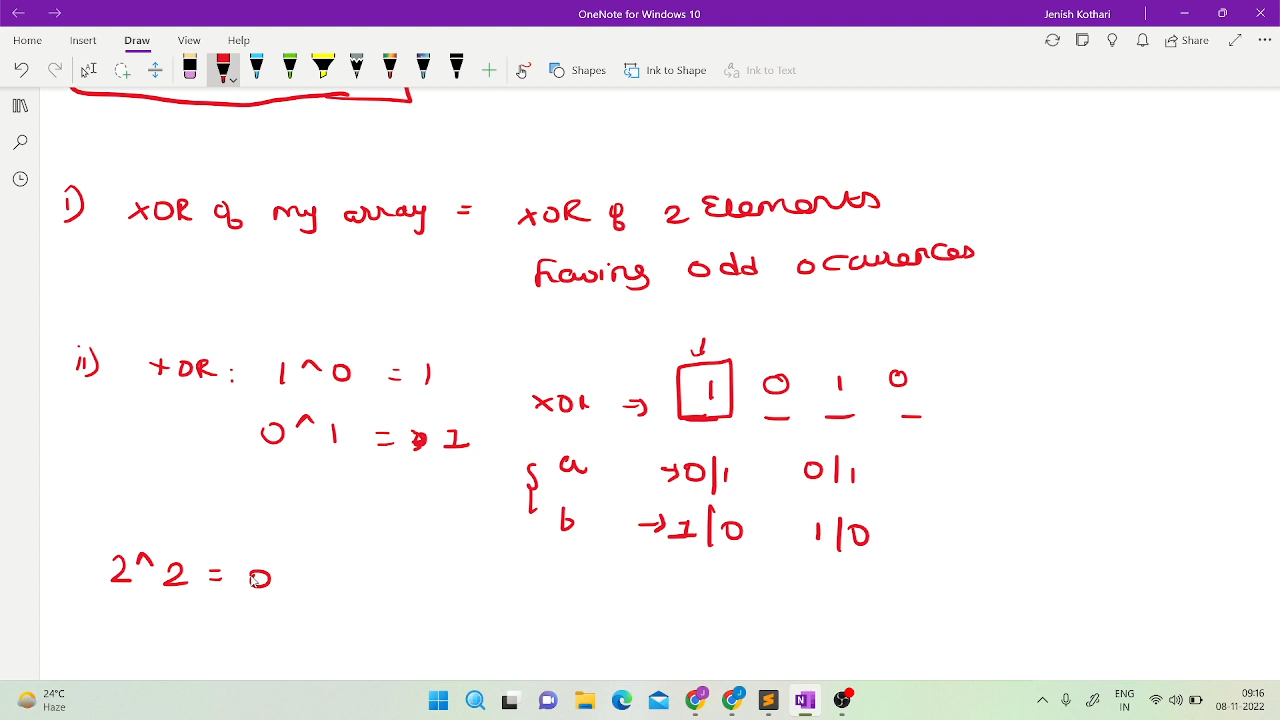 OneNote for Windows 10
Jenish Kothari
Home Insert Draw View Help
Share
Shapes Ink to Shape Ink to Text
i) XOR of my array = XOR of 2 Elements
having odd occurences
ii) XOR: 1^0 = 1
0^1 = 1
XOR → 1 0 1 0
a → 0|1 0|1
b → 1|0 1|0
2^2 = 0
24°C
Haze
ENG
IN
09:16
08-11-2022